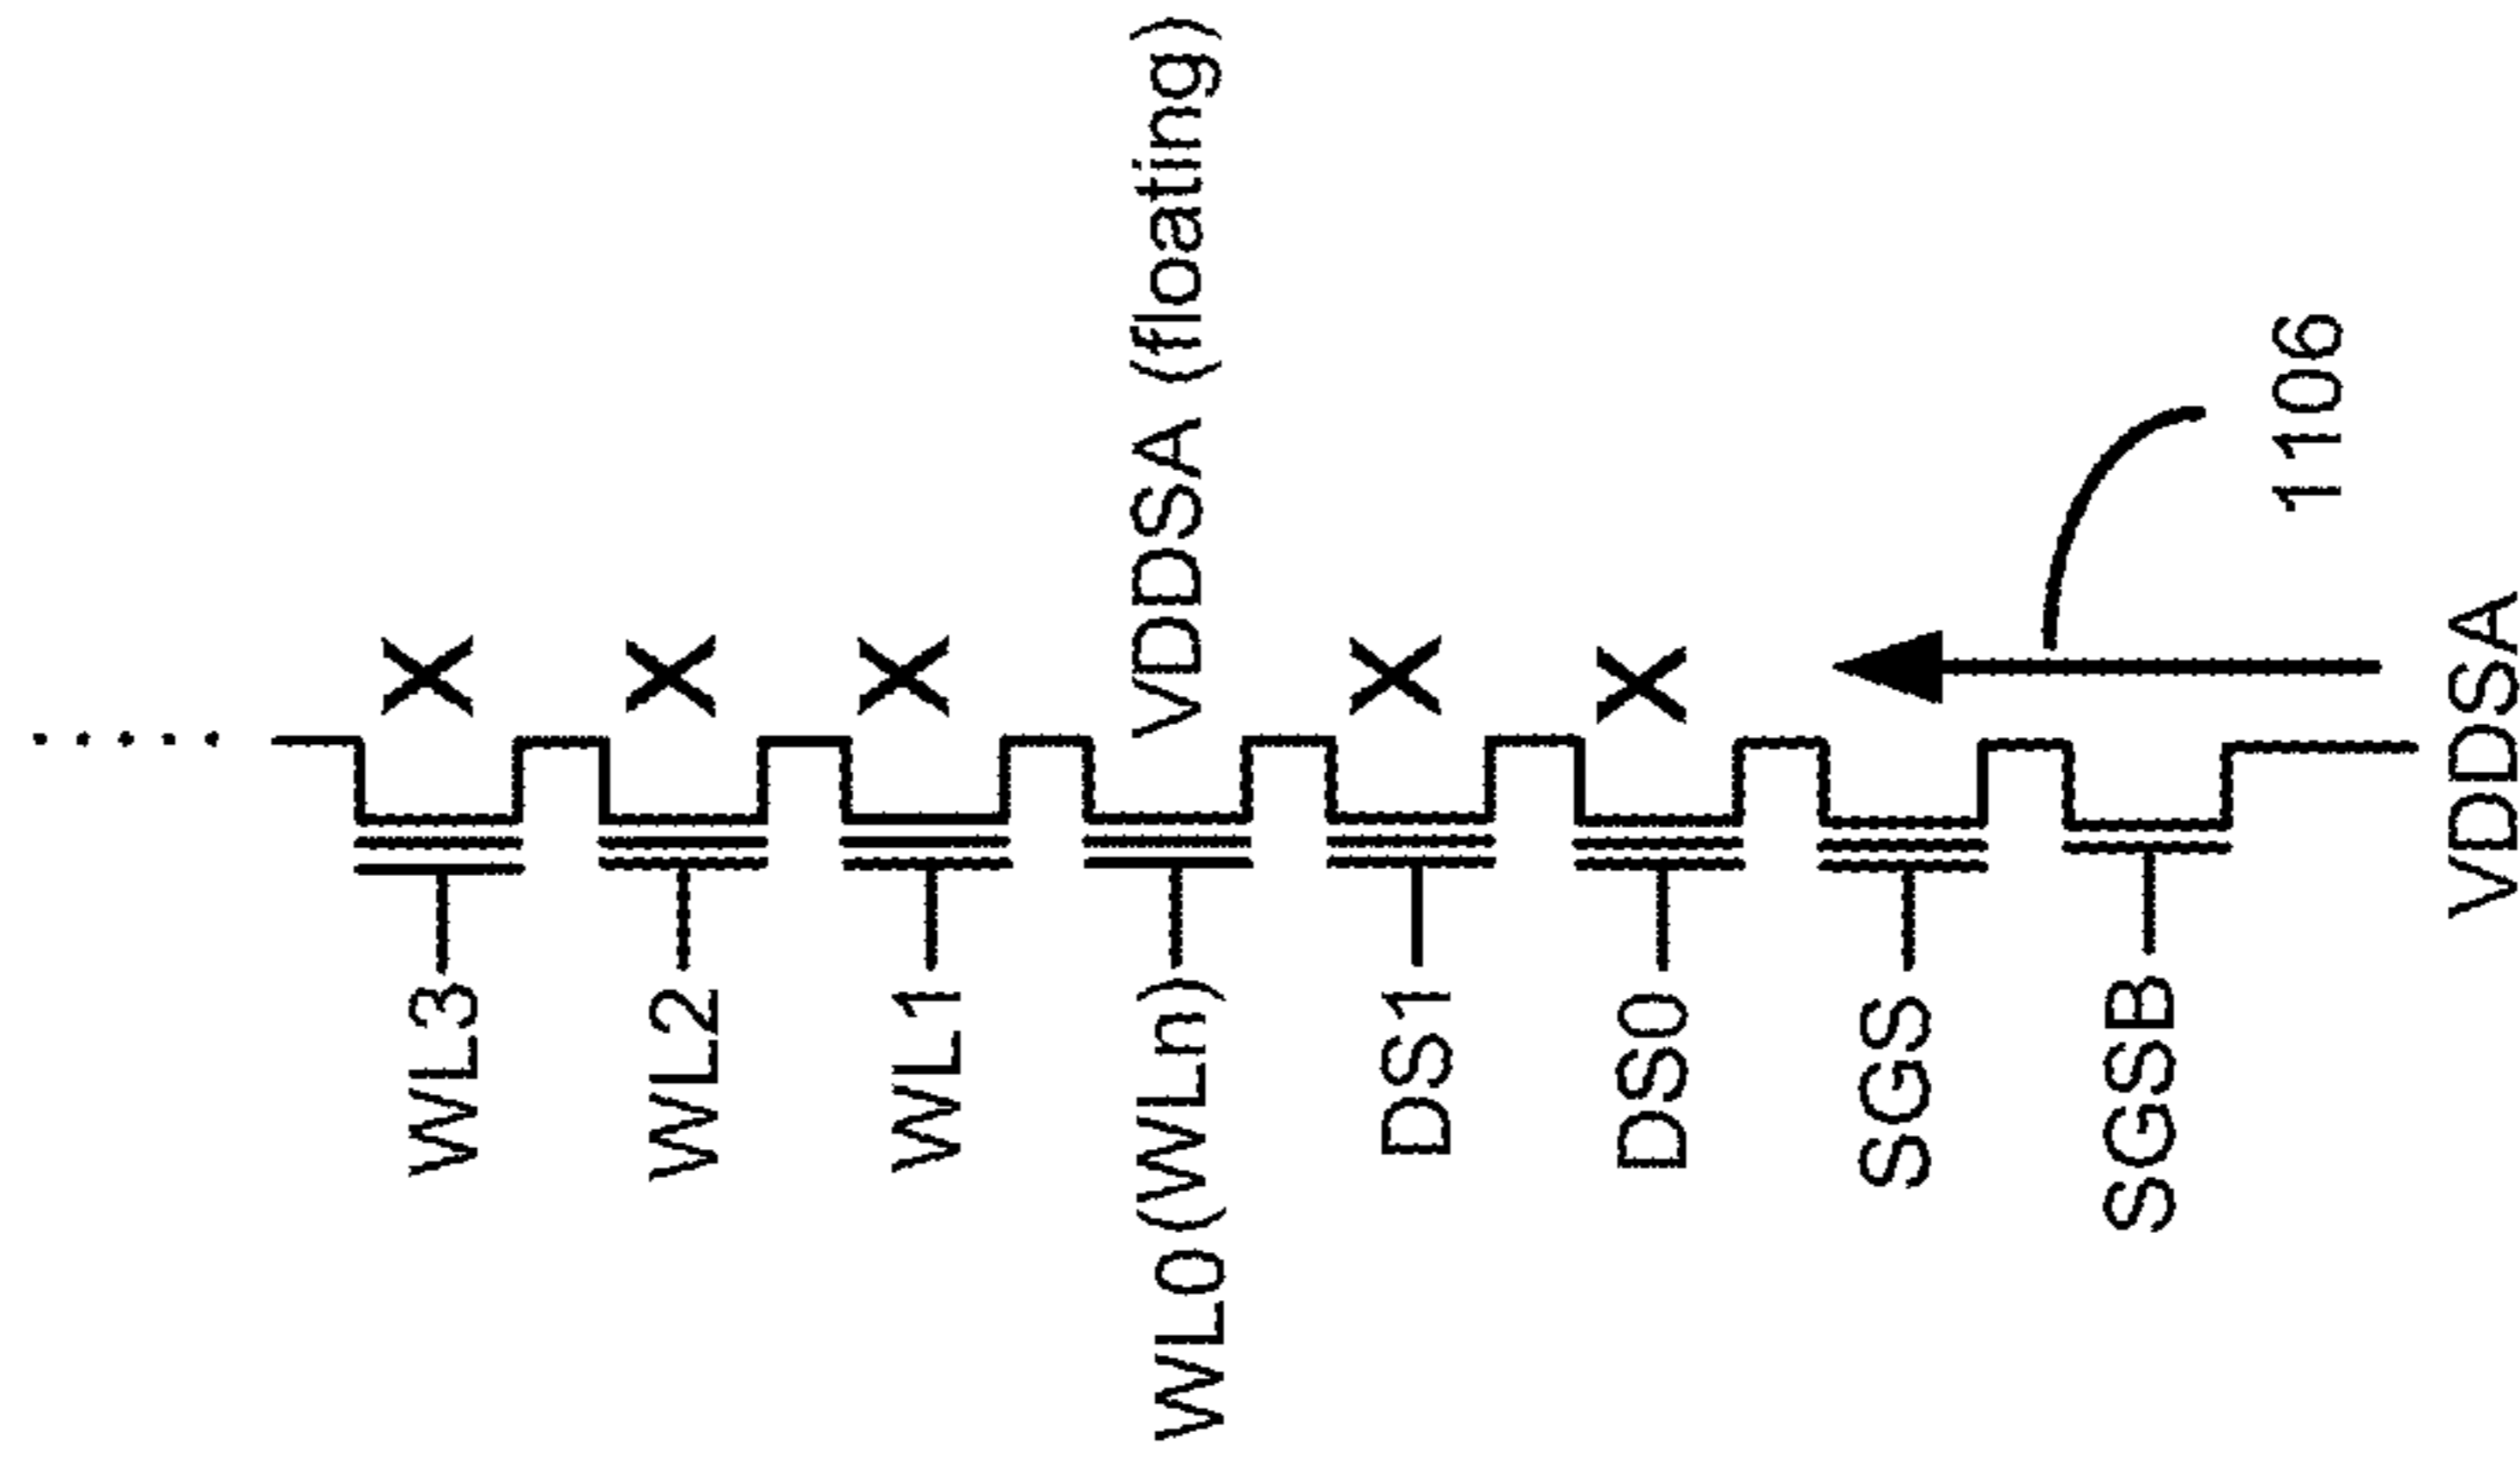 WL3
X
WL2
X
WL1
X
WL0(WLn)
VDDSA (floating)
DS1
X
DS0
X
SGS
SGSB
1106
VDDSA